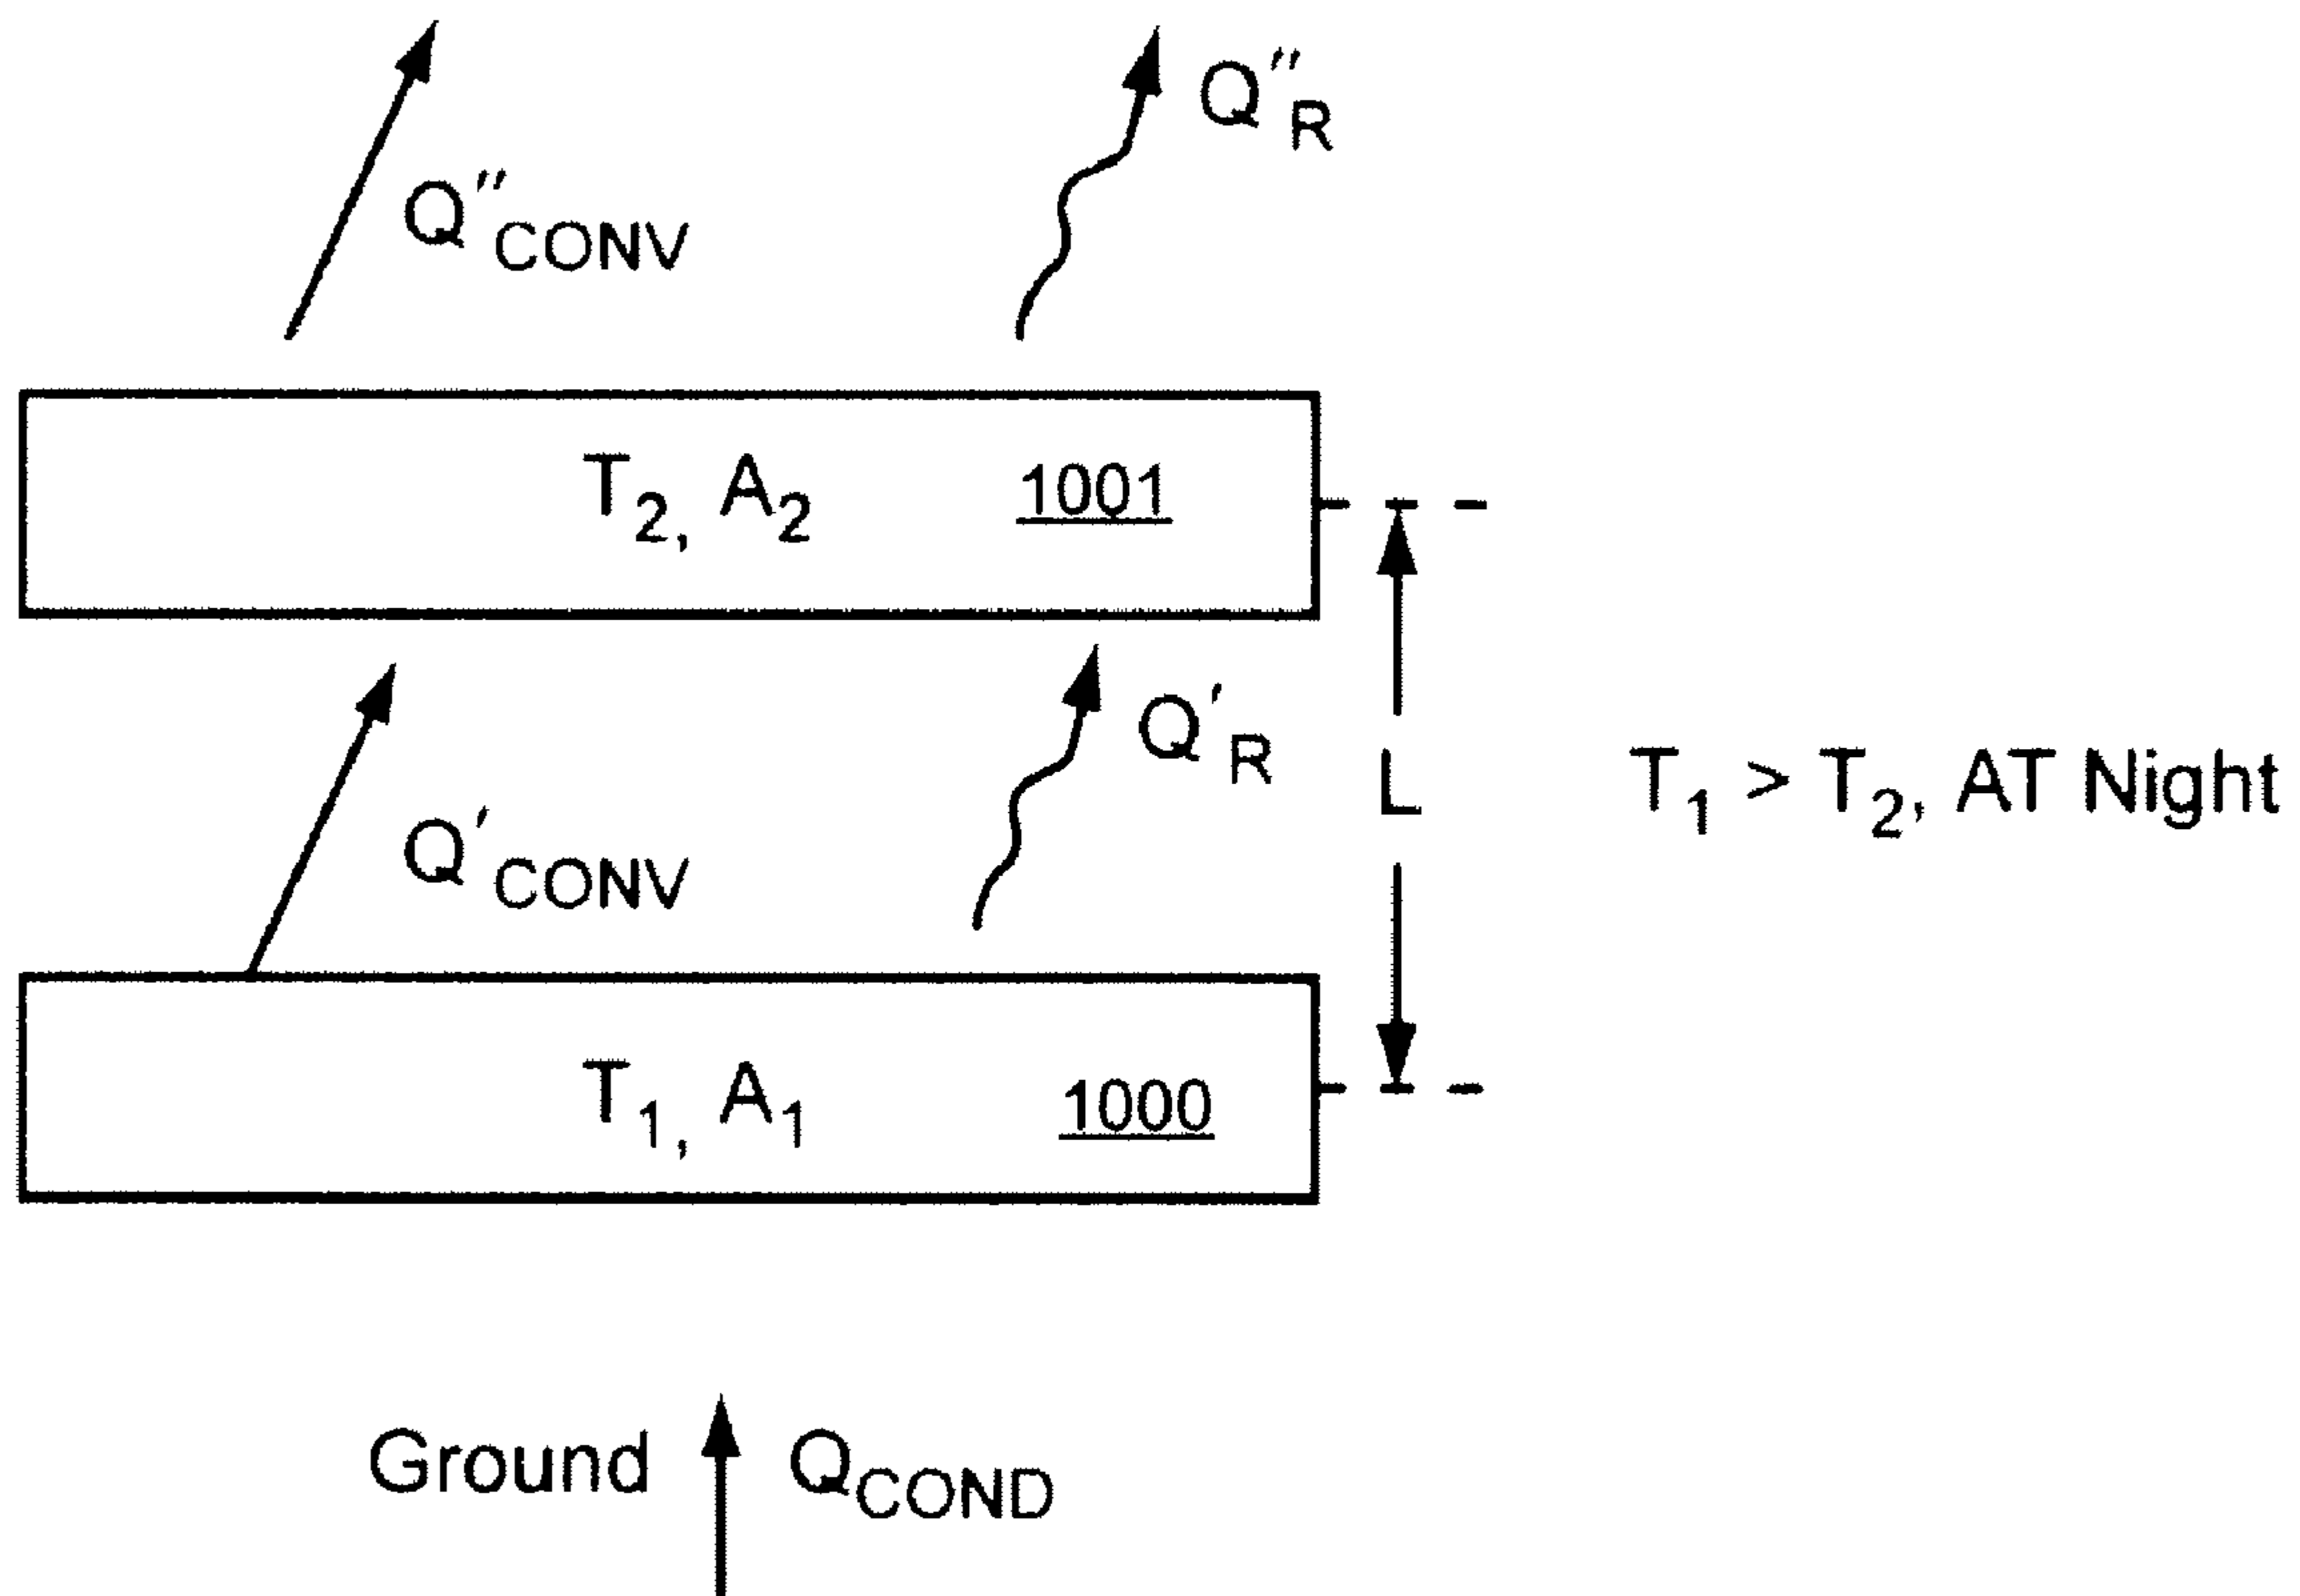 Q″R
Q″CONV
T2, A2 1001
Q′R
L T1 > T2, AT Night
Q′CONV
T1, A1 1000
Ground QCOND